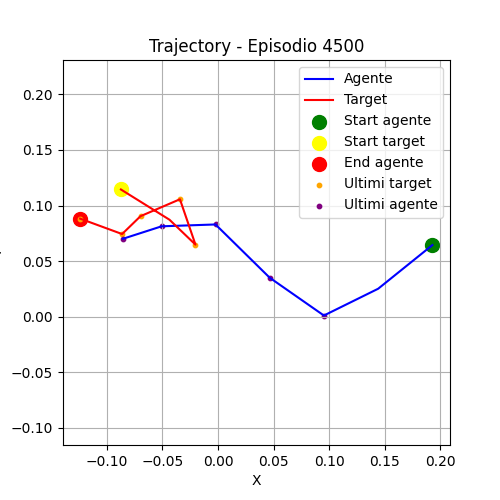 Trajectory - Episodio 4500
Agente
Target
Start agente
Start target
End agente
Ultimi target
Ultimi agente
0.20
0.15
0.10
0.05
0.00
−0.05
−0.10
−0.10
−0.05
0.00
0.05
0.10
0.15
0.20
X